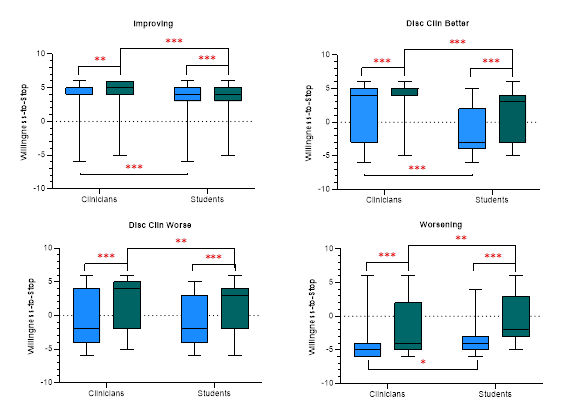 Improving
Willingness-to-Stop
10
5
0
-5
-10
**
***
***
***
Clinicians
Students
Disc Clin Better
Willingness-to-Stop
10
5
0
-5
-10
***
***
***
***
Clinicians
Students
Disc Clin Worse
Willingness-to-Stop
10
5
0
-5
-10
***
**
***
Clinicians
Students
Worsening
Willingness-to-Stop
10
5
0
-5
-10
***
**
***
*
Clinicians
Students